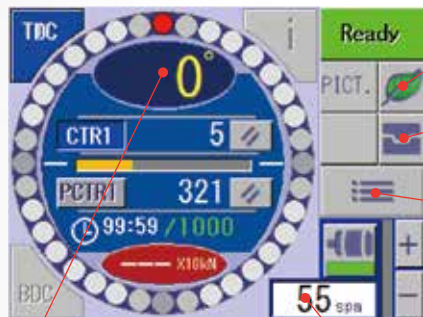 TDC
i
Ready
0°
PICT.
CTR1 5
PCTR1 321
99:59 /1000
--- X10kN
+
BDC
55 spm
-